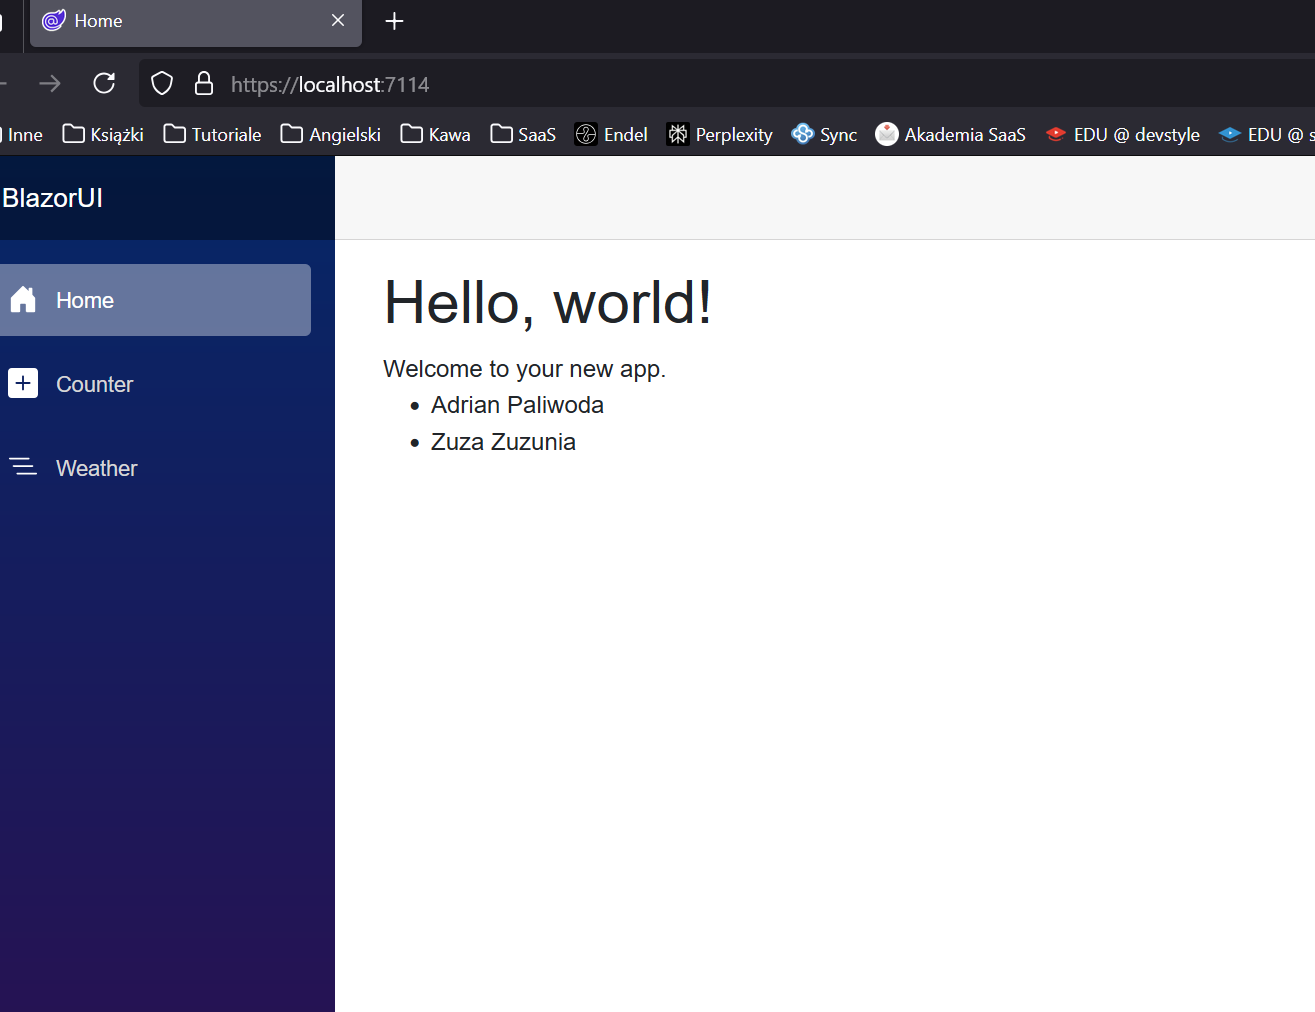 Home
https://localhost:7114
Inne Książki Tutoriale Angielski Kawa SaaS Endel Perplexity Sync Akademia SaaS EDU @ devstyle EDU @ s
BlazorUI
Home
Counter
Weather
Hello, world!
Welcome to your new app.
Adrian Paliwoda
Zuza Zuzunia